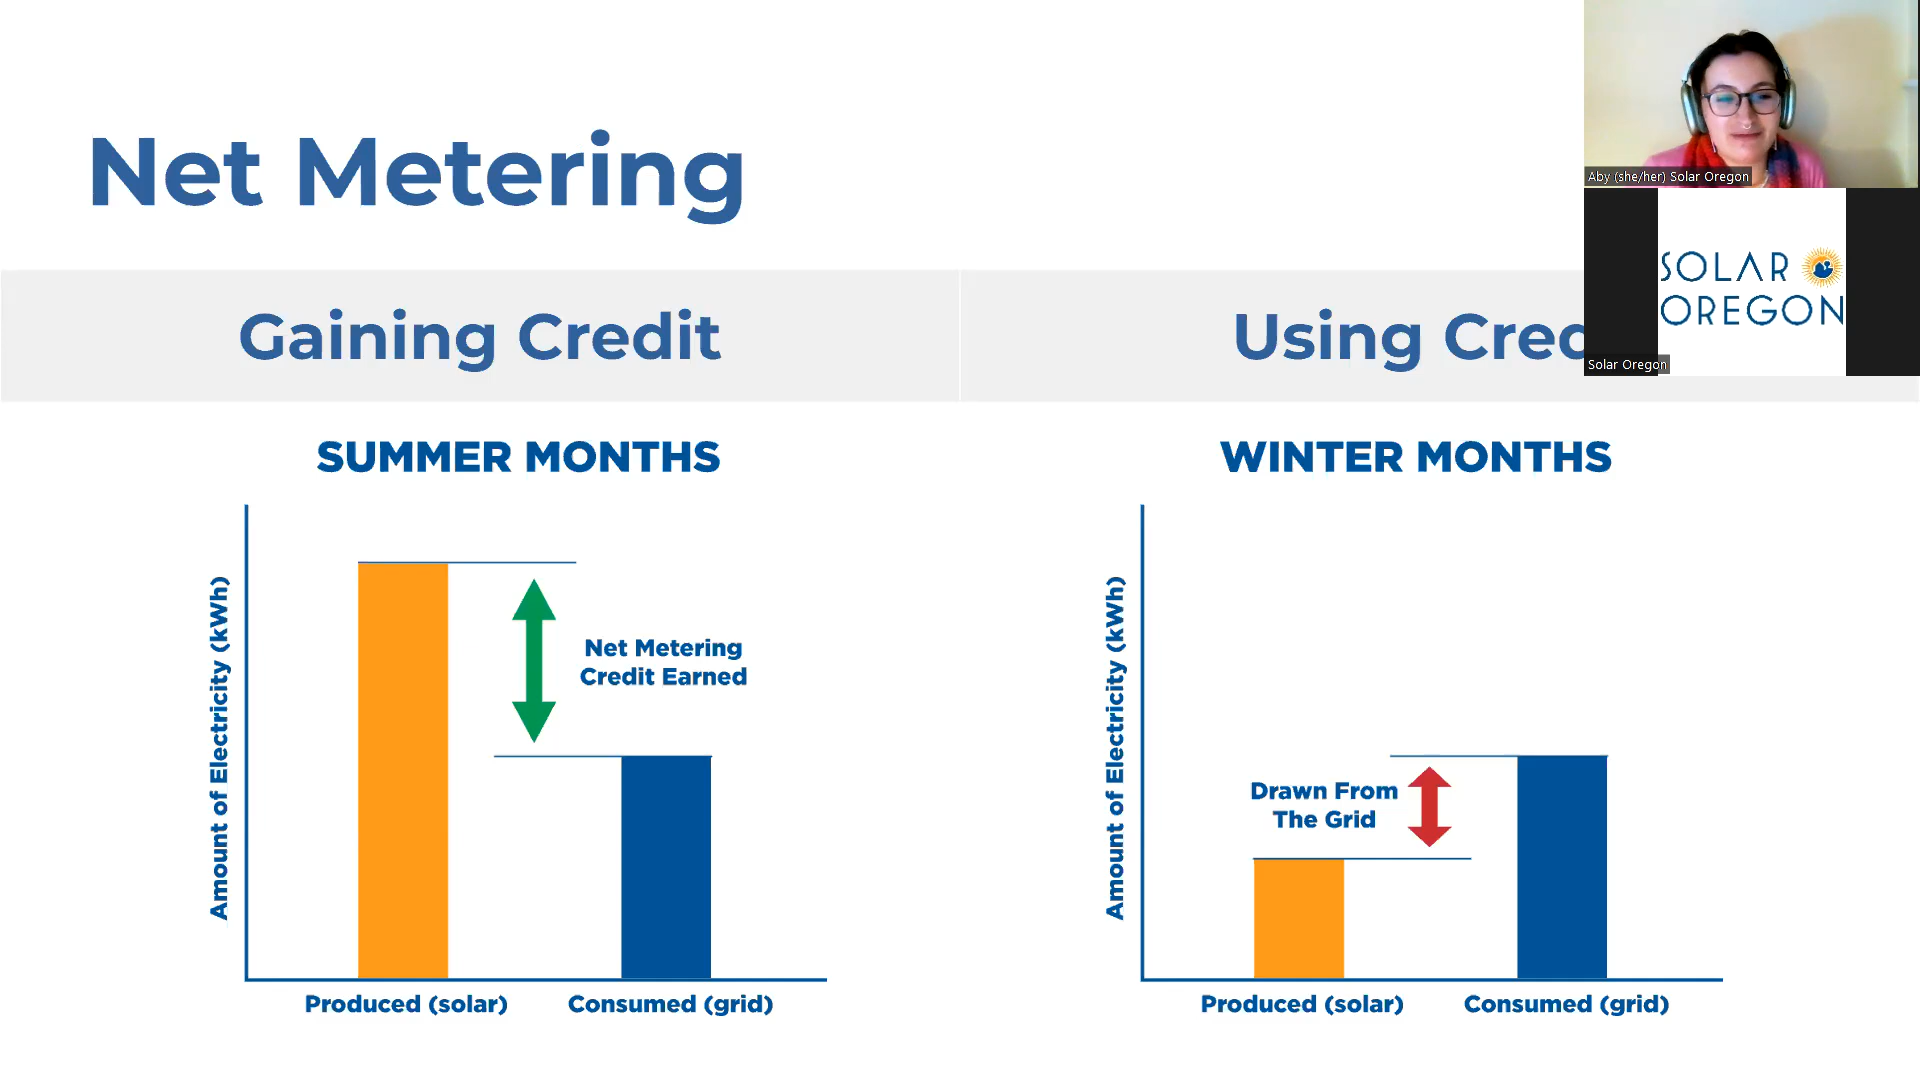 Net Metering
Aby (she/her) Solar Oregon
SOLAR
OREGON
Solar Oregon
Gaining Credit
Using Cred
SUMMER MONTHS
Amount of Electricity (kWh)
Net Metering
Credit Earned
Produced (solar)
Consumed (grid)
WINTER MONTHS
Amount of Electricity (kWh)
Drawn From
The Grid
Produced (solar)
Consumed (grid)